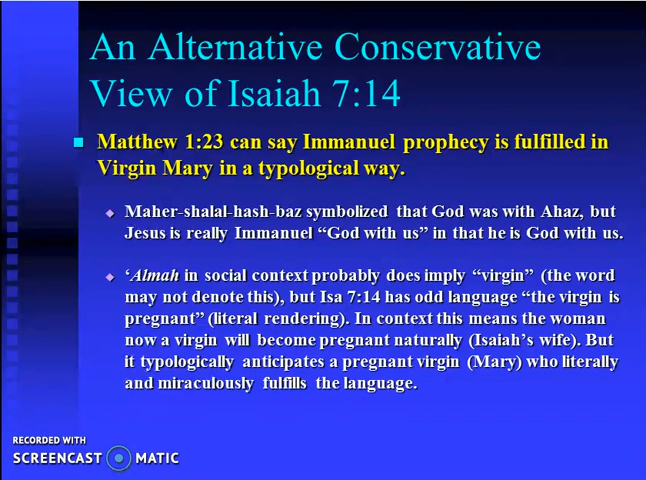 An Alternative Conservative
View of Isaiah 7:14
Matthew 1:23 can say Immanuel prophecy is fulfilled in
Virgin Mary in a typological way.
Maher-shalal-hash-baz symbolized that God was with Ahaz, but
Jesus is really Immanuel “God with us” in that he is God with us.
‘Almah in social context probably does imply “virgin” (the word
may not denote this), but Isa 7:14 has odd language “the virgin is
pregnant” (literal rendering). In context this means the woman
now a virgin will become pregnant naturally (Isaiah’s wife). But
it typologically anticipates a pregnant virgin (Mary) who literally
and miraculously fulfills the language.
RECORDED WITH
SCREENCAST MATIC